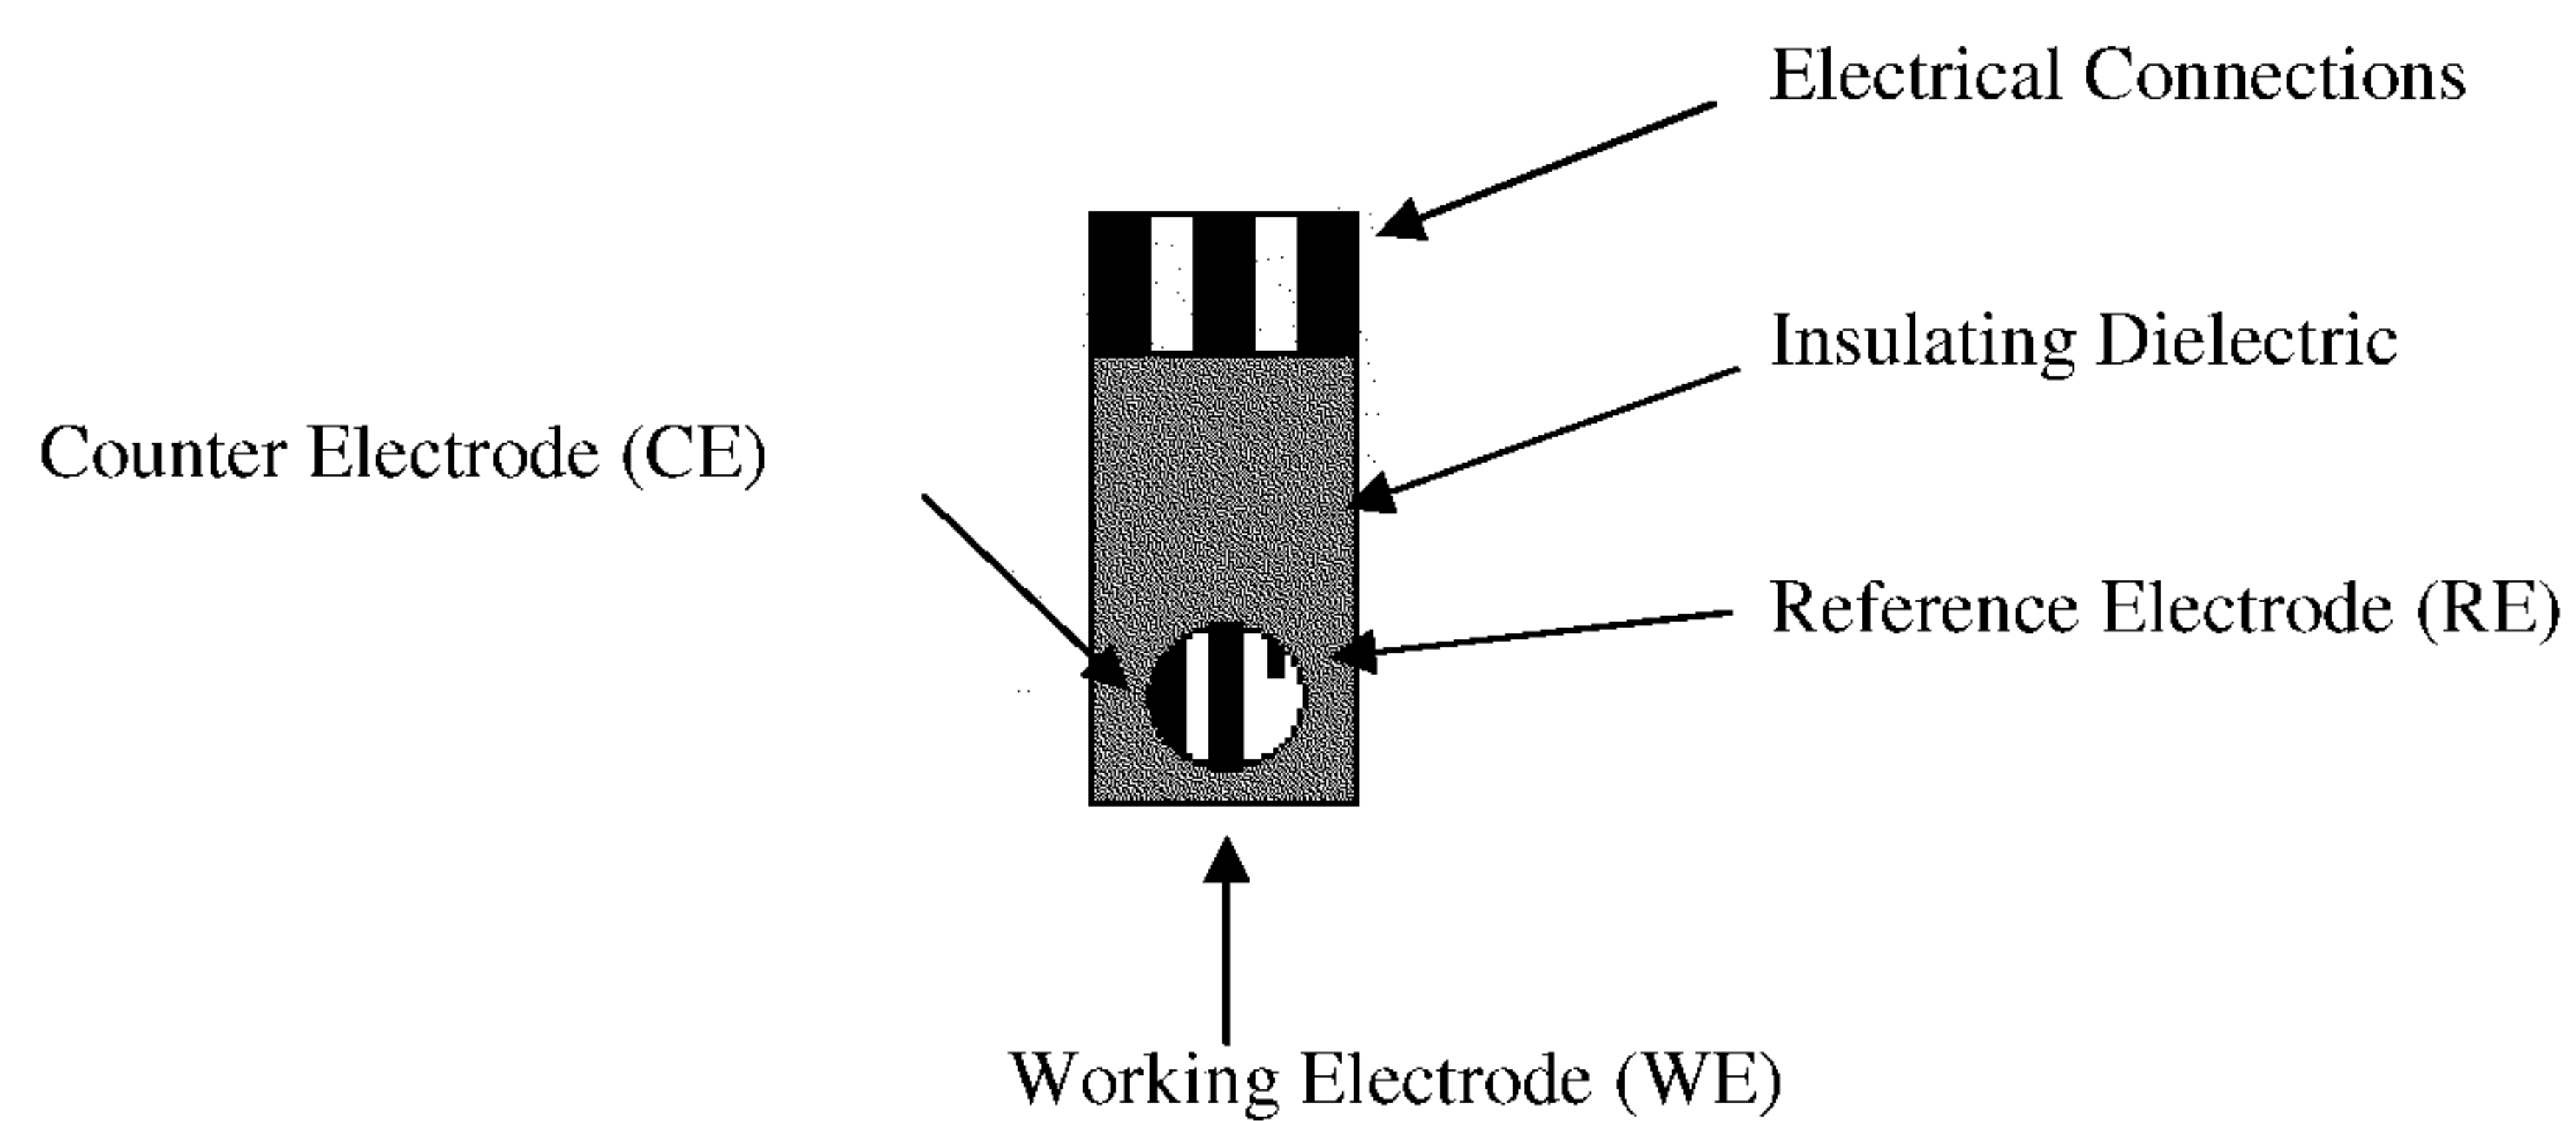 Electrical Connections
Insulating Dielectric
Counter Electrode (CE)
Reference Electrode (RE)
Working Electrode (WE)